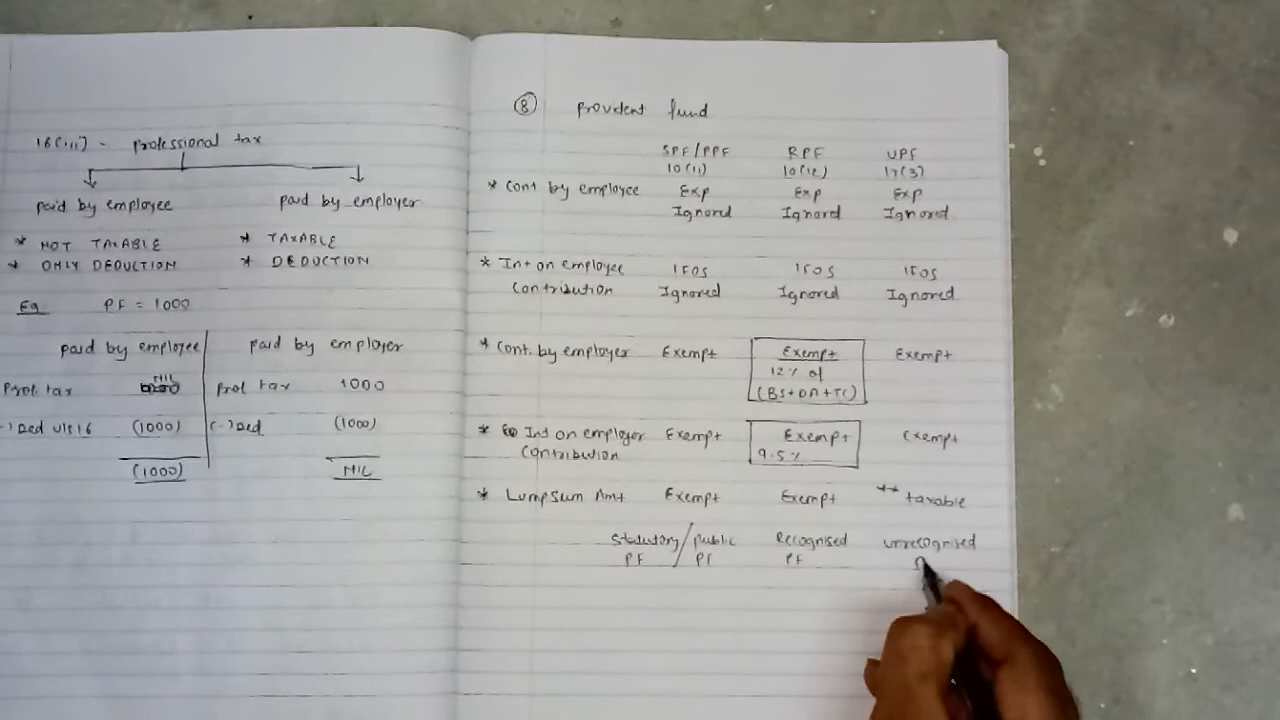 16(iii) - professional tax
paid by employee paid by employer
* NOT TAXABLE * TAXABLE
* ONLY DEDUCTION * DEDUCTION
Eg PF = 1000
paid by employee paid by employer
Prof. tax NIL Prof tax 1000
(-) Ded u/s 16 (1000) (-) Ded (1000)
(1000) NIL
8 Provident fund
SPF/PPF RPF UPF
10(11) 10(12) 17(3)
* Cont by employee Exp Exp Exp
Ignored Ignored Ignored
* Int on employee IFOS IFOS IFOS
Contribution Ignored Ignored Ignored
* Cont. by employer Exempt Exempt Exempt
12% of
(BS+DA+TC)
* Int on employer Exempt Exempt Exempt
Contribution 9.5%
* Lumpsum Amt Exempt Exempt ** taxable
Statutory/public Recognised unrecognised
PF PF PF